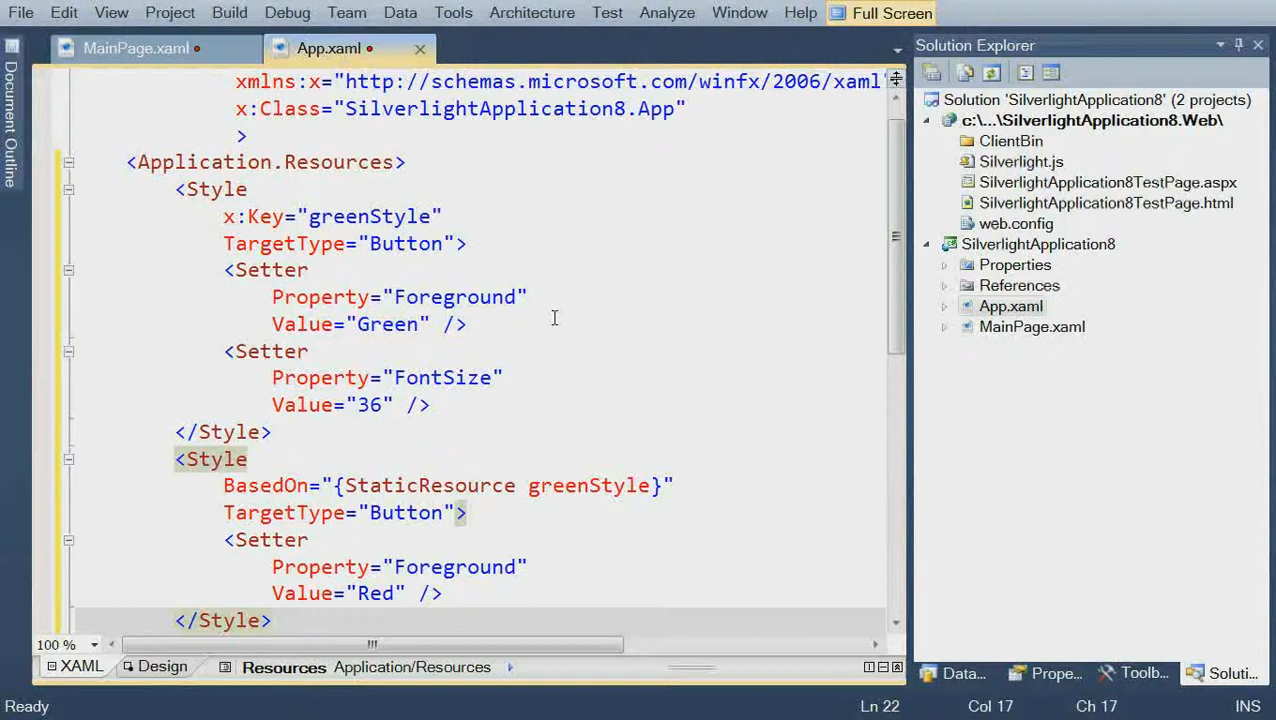 File Edit View Project Build Debug Team Data Tools Architecture Test Analyze Window Help Full Screen
MainPage.xaml App.xaml
Document Outline
xmlns:x="http://schemas.microsoft.com/winfx/2006/xaml"
x:Class="SilverlightApplication8.App"
>
<Application.Resources>
<Style
x:Key="greenStyle"
TargetType="Button">
<Setter
Property="Foreground"
Value="Green" />
<Setter
Property="FontSize"
Value="36" />
</Style>
<Style
BasedOn="{StaticResource greenStyle}"
TargetType="Button">
<Setter
Property="Foreground"
Value="Red" />
</Style>
100 %
XAML Design Resources Application/Resources
Solution Explorer
Solution 'SilverlightApplication8' (2 projects)
c:\...\SilverlightApplication8.Web\
ClientBin
Silverlight.js
SilverlightApplication8TestPage.aspx
SilverlightApplication8TestPage.html
web.config
SilverlightApplication8
Properties
References
App.xaml
MainPage.xaml
Data... Prope... Toolb... Soluti...
Ready Ln 22 Col 17 Ch 17 INS